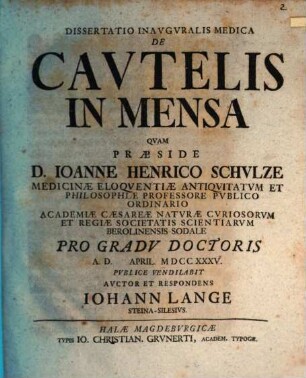 2.
DISSERTATIO INAVGVRALIS MEDICA
DE
CAVTELIS
IN MENSA
QVAM
PRÆSIDE
D. IOANNE HENRICO SCHVLZE
MEDICINÆ ELOQVENTIÆ ANTIQVITATVM ET
PHILOSOPHIÆ PROFESSORE PVBLICO
ORDINARIO
ACADEMIÆ CÆSAREÆ NATVRÆ CVRIOSORVM
ET REGIÆ SOCIETATIS SCIENTIARVM
BEROLINENSIS SODALE
PRO GRADV DOCTORIS
A. D. APRIL. MDCCXXXV.
PVBLICE VENDILABIT
AVCTOR ET RESPONDENS
IOHANN LANGE
STEINA-SILESIVS
HALÆ MAGDEBVRGICÆ
TYPIS IO. CHRISTIAN. GRVNERTI, ACADEM. TYPOGR.